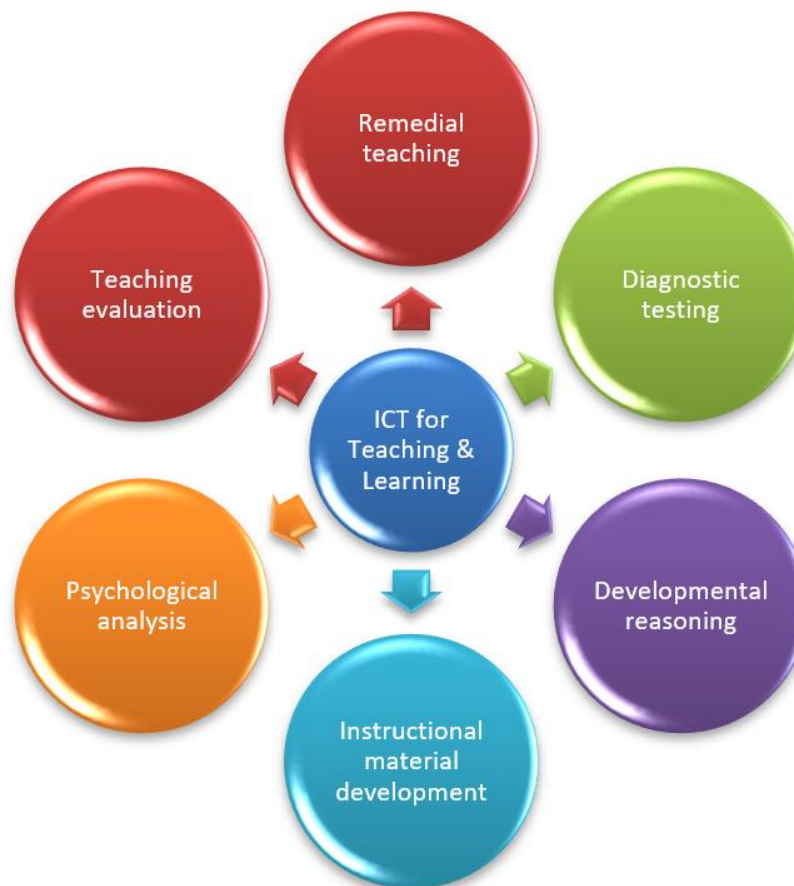 Remedial
teaching
Teaching
evaluation
Diagnostic
testing
ICT for
Teaching &
Learning
Psychological
analysis
Developmental
reasoning
Instructional
material
development